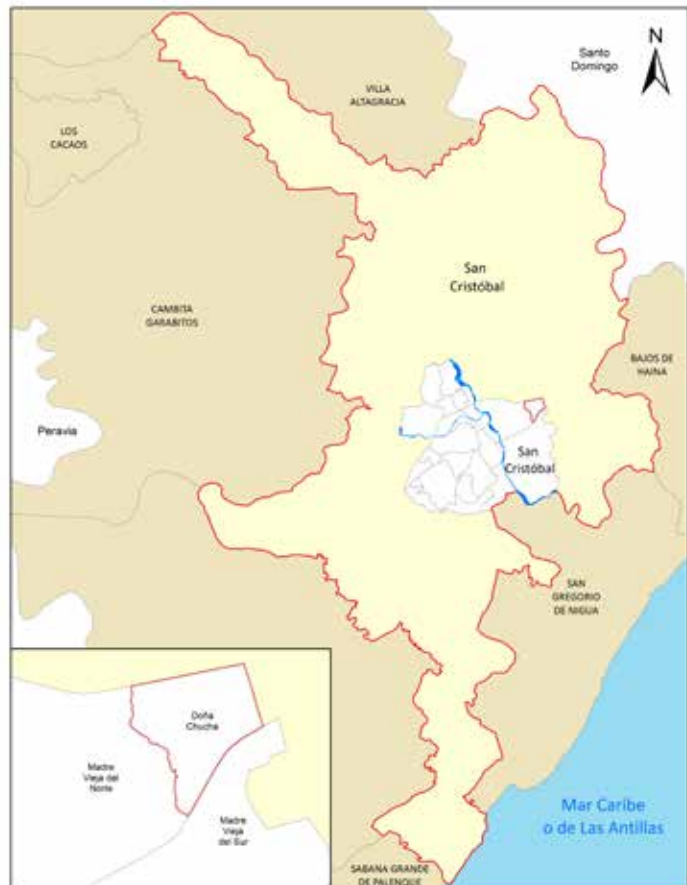 N
Santo
Domingo
VILLA
ALTAGRACIA
LOS
CACAOS
San
Cristóbal
CAMBITA
GARABITOS
BAJOS DE
HAINA
Peravia
San
Cristóbal
SAN
GREGORIO
DE NIGUA
Doña
Chucha
Madre
Vieja del
Norte
Madre
Vieja
del Sur
Mar Caribe
o de Las Antillas
SABANA GRANDE
DE PALENQUE